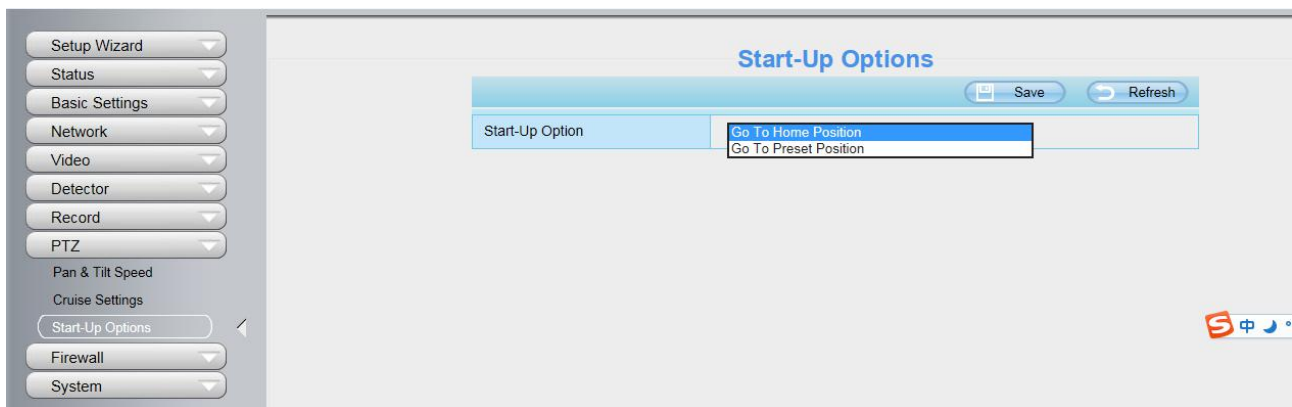 Setup Wizard
Status
Basic Settings
Network
Video
Detector
Record
PTZ
Pan & Tilt Speed
Cruise Settings
Start-Up Options
Firewall
System
Start-Up Options
Save
Refresh
Start-Up Option
Go To Home Position
Go To Preset Position
S 中